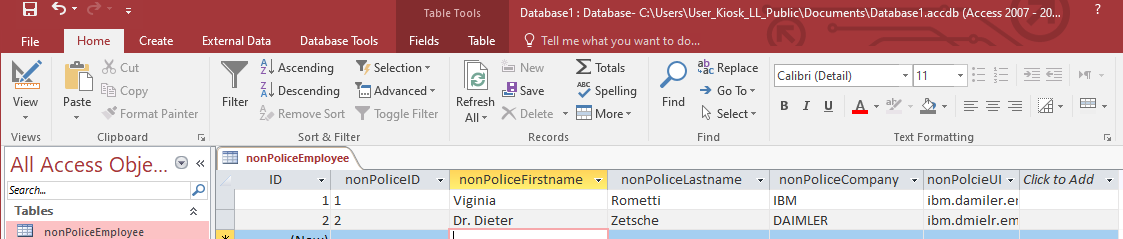 Table Tools
Database1 : Database- C:\Users\User_Kiosk_LL_Public\Documents\Database1.accdb (Access 2007 - 20...
?
File Home Create External Data Database Tools Fields Table Tell me what you want to do...
View
Views
Paste
Cut
Copy
Format Painter
Clipboard
Filter
Ascending
Descending
Remove Sort
Selection
Advanced
Toggle Filter
Sort & Filter
Refresh
All
New
Save
Delete
Totals
Spelling
More
Records
Find
Replace
Go To
Select
Find
Calibri (Detail) 11
B I U A
Text Formatting
All Access Obje...
Search...
Tables
nonPoliceEmployee
nonPoliceEmployee
ID nonPoliceID nonPoliceFirstname nonPoliceLastname nonPoliceCompany nonPolcieUI Click to Add
1 1 Viginia Rometti IBM ibm.damiler.em
2 2 Dr. Dieter Zetsche DAIMLER ibm.dmielr.em
(New)